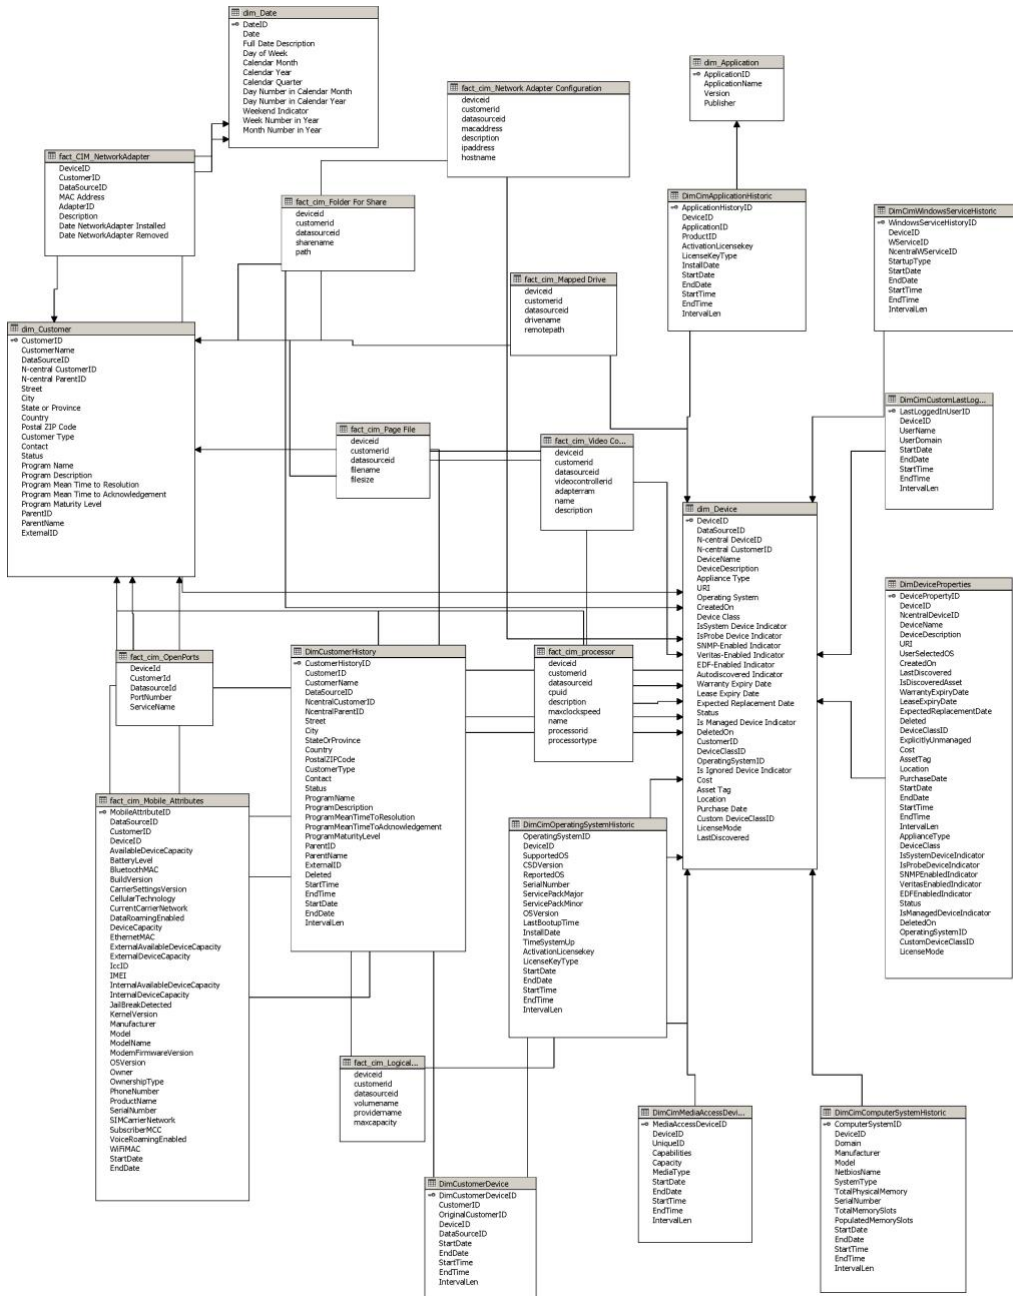 dim_Date
DateID
Date
Full Date Description
Day of Week
Calendar Month
Calendar Year
Calendar Quarter
Day Number in Calendar Month
Day Number in Calendar Year
Weekend Indicator
Week Number in Year
Month Number in Year
dim_Application
ApplicationID
ApplicationName
Version
Publisher
fact_cim_Network Adapter Configuration
deviceid
customerid
datasourceid
macaddress
description
ipaddress
hostname
fact_CIM_NetworkAdapter
DeviceID
CustomerID
DataSourceID
MAC Address
AdapterID
Description
Date NetworkAdapter Installed
Date NetworkAdapter Removed
fact_cim_Folder For Share
deviceid
customerid
datasourceid
sharename
path
DimCimApplicationHistoric
ApplicationHistoryID
DeviceID
ApplicationID
ProductID
ActivationLicensekey
LicenseKeyType
InstallDate
StartDate
EndDate
StartTime
EndTime
IntervalLen
DimCimWindowsServiceHistoric
WindowsServiceHistoryID
DeviceID
WServiceID
NcentralWServiceID
StartupType
StartDate
EndDate
StartTime
EndTime
IntervalLen
fact_cim_Mapped Drive
deviceid
customerid
datasourceid
drivename
remotepath
dim_Customer
CustomerID
CustomerName
DataSourceID
N-central CustomerID
N-central ParentID
Street
City
State or Province
Country
Postal ZIP Code
Customer Type
Contact
Status
Program Name
Program Description
Program Mean Time to Resolution
Program Mean Time to Acknowledgement
Program Maturity Level
ParentID
ParentName
ExternalID
DimCimCustomLastLog...
LastLoggedInUserID
DeviceID
UserName
UserDomain
StartDate
EndDate
StartTime
EndTime
IntervalLen
fact_cim_Page File
deviceid
customerid
datasourceid
filename
filesize
fact_cim_Video Co...
deviceid
customerid
datasourceid
videocontrollerid
adapterram
name
description
dim_Device
DeviceID
DataSourceID
N-central DeviceID
N-central CustomerID
DeviceName
DeviceDescription
Appliance Type
URI
Operating System
CreatedOn
Device Class
IsSystem Device Indicator
IsProbe Device Indicator
SNMP-Enabled Indicator
Veritas-Enabled Indicator
EDF-Enabled Indicator
Autodiscovered Indicator
Warranty Expiry Date
Lease Expiry Date
Expected Replacement Date
Status
Is Managed Device Indicator
DeletedOn
CustomerID
DeviceClassID
OperatingSystemID
Is Ignored Device Indicator
Cost
Asset Tag
Location
Purchase Date
Custom DeviceClassID
LicenseMode
LastDiscovered
DimDeviceProperties
DevicePropertyID
DeviceID
NcentralDeviceID
DeviceName
DeviceDescription
URI
UserSelectedOS
CreatedOn
LastDiscovered
IsDiscoveredAsset
WarrantyExpiryDate
LeaseExpiryDate
ExpectedReplacementDate
Deleted
DeviceClassID
ExplicitlyUnmanaged
Cost
AssetTag
Location
PurchaseDate
StartDate
EndDate
StartTime
EndTime
IntervalLen
ApplianceType
DeviceClass
IsSystemDeviceIndicator
IsProbeDeviceIndicator
SNMPEnabledIndicator
VeritasEnabledIndicator
EDFEnabledIndicator
Status
IsManagedDeviceIndicator
DeletedOn
OperatingSystemID
CustomDeviceClassID
LicenseMode
fact_cim_OpenPorts
DeviceId
CustomerId
DatasourceId
PortNumber
ServiceName
DimCustomerHistory
CustomerHistoryID
CustomerID
CustomerName
DataSourceID
NcentralCustomerID
NcentralParentID
Street
City
StateOrProvince
Country
PostalZIPCode
CustomerType
Contact
Status
ProgramName
ProgramDescription
ProgramMeanTimeToResolution
ProgramMeanTimeToAcknowledgement
ProgramMaturityLevel
ParentID
ParentName
ExternalID
Deleted
StartTime
EndTime
StartDate
EndDate
IntervalLen
fact_cim_processor
deviceid
customerid
datasourceid
cpuid
description
maxclockspeed
name
processorid
processortype
fact_cim_Mobile_Attributes
MobileAttributeID
DataSourceID
CustomerID
DeviceID
AvailableDeviceCapacity
BatteryLevel
BluetoothMAC
BuildVersion
CarrierSettingsVersion
CellularTechnology
CurrentCarrierNetwork
DataRoamingEnabled
DeviceCapacity
EthernetMAC
ExternalAvailableDeviceCapacity
ExternalDeviceCapacity
IccID
IMEI
InternalAvailableDeviceCapacity
InternalDeviceCapacity
JailBreakDetected
KernelVersion
Manufacturer
Model
ModelName
ModemFirmwareVersion
OSVersion
Owner
OwnershipType
PhoneNumber
ProductName
SerialNumber
SIMCarrierNetwork
SubscriberMCC
VoiceRoamingEnabled
WiFiMAC
StartDate
EndDate
DimCimOperatingSystemHistoric
OperatingSystemID
DeviceID
SupportedOS
CSDVersion
ReportedOS
SerialNumber
ServicePackMajor
ServicePackMinor
OSVersion
LastBootupTime
InstallDate
TimeSystemUp
ActivationLicensekey
LicenseKeyType
StartDate
EndDate
StartTime
EndTime
IntervalLen
fact_cim_Logical...
deviceid
customerid
datasourceid
volumename
providername
maxcapacity
DimCimMediaAccessDevi...
MediaAccessDeviceID
DeviceID
UniqueID
Capabilities
Capacity
MediaType
StartDate
EndDate
StartTime
EndTime
IntervalLen
DimCimComputerSystemHistoric
ComputerSystemID
DeviceID
Domain
Manufacturer
Model
NetbiosName
SystemType
TotalPhysicalMemory
SerialNumber
TotalMemorySlots
PopulatedMemorySlots
StartDate
EndDate
StartTime
EndTime
IntervalLen
DimCustomerDevice
DimCustomerDeviceID
CustomerID
OriginalCustomerID
DeviceID
DataSourceID
StartDate
EndDate
StartTime
EndTime
IntervalLen